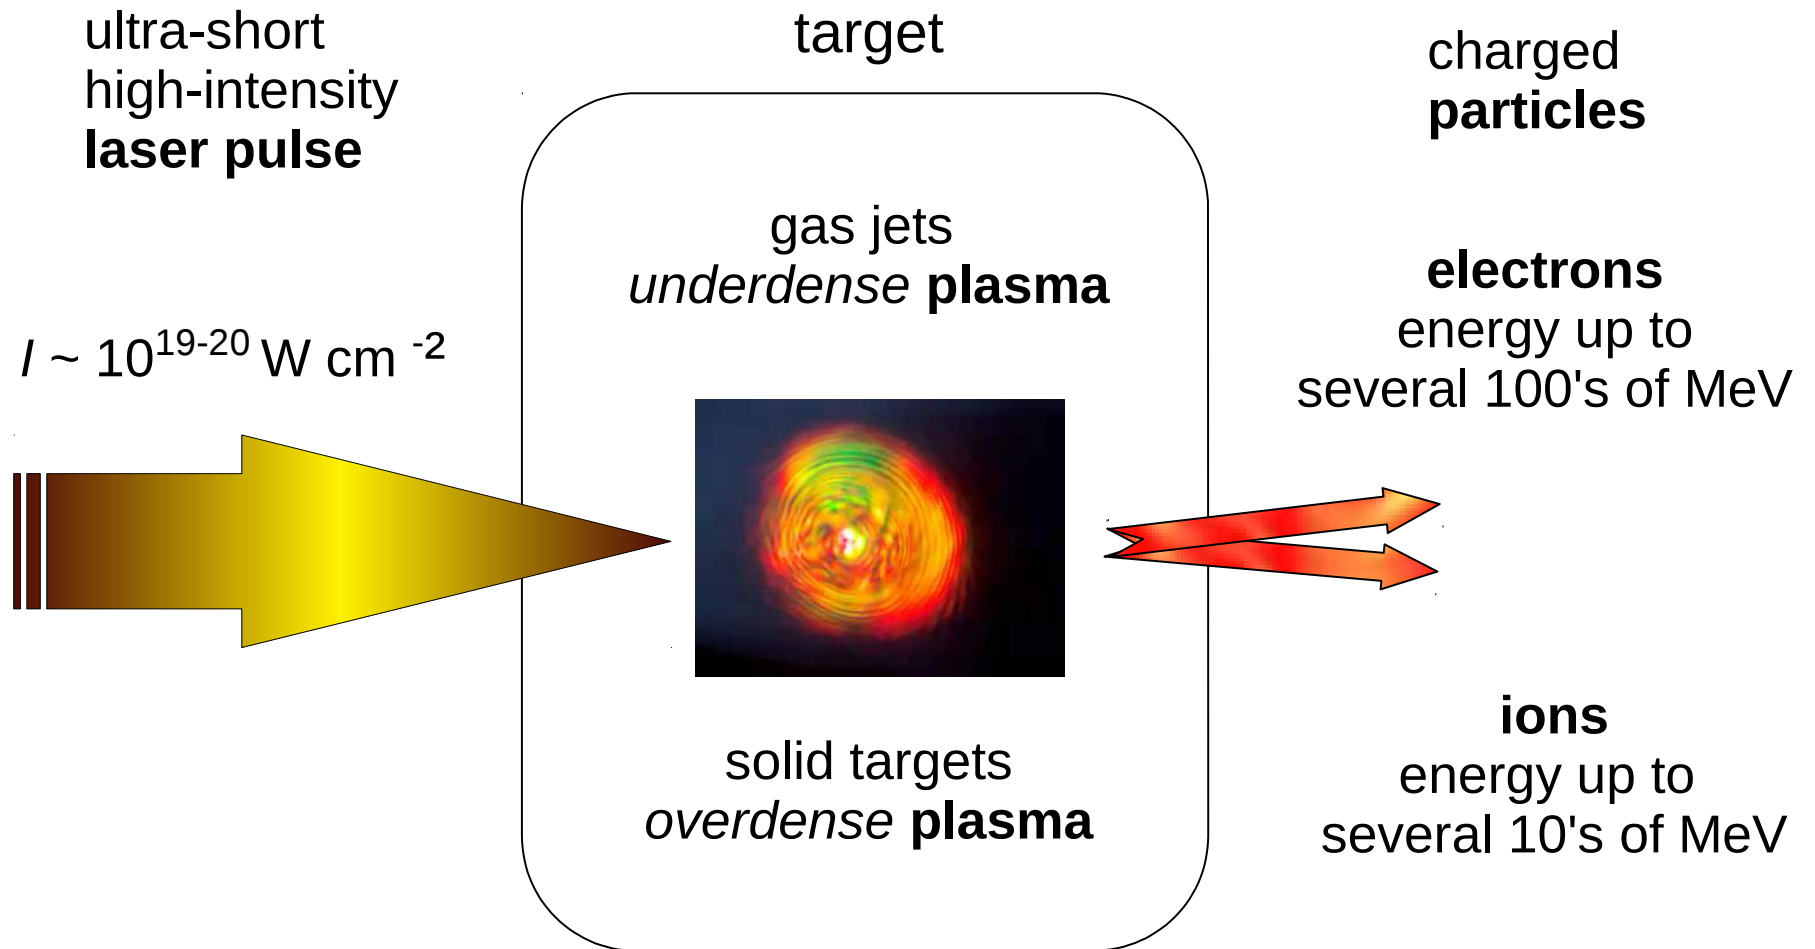 ultra-short
high-intensity
laser pulse
I ~ 10^19-20 W cm ^-2
target
gas jets
underdense plasma
solid targets
overdense plasma
charged
particles
electrons
energy up to
several 100's of MeV
ions
energy up to
several 10's of MeV